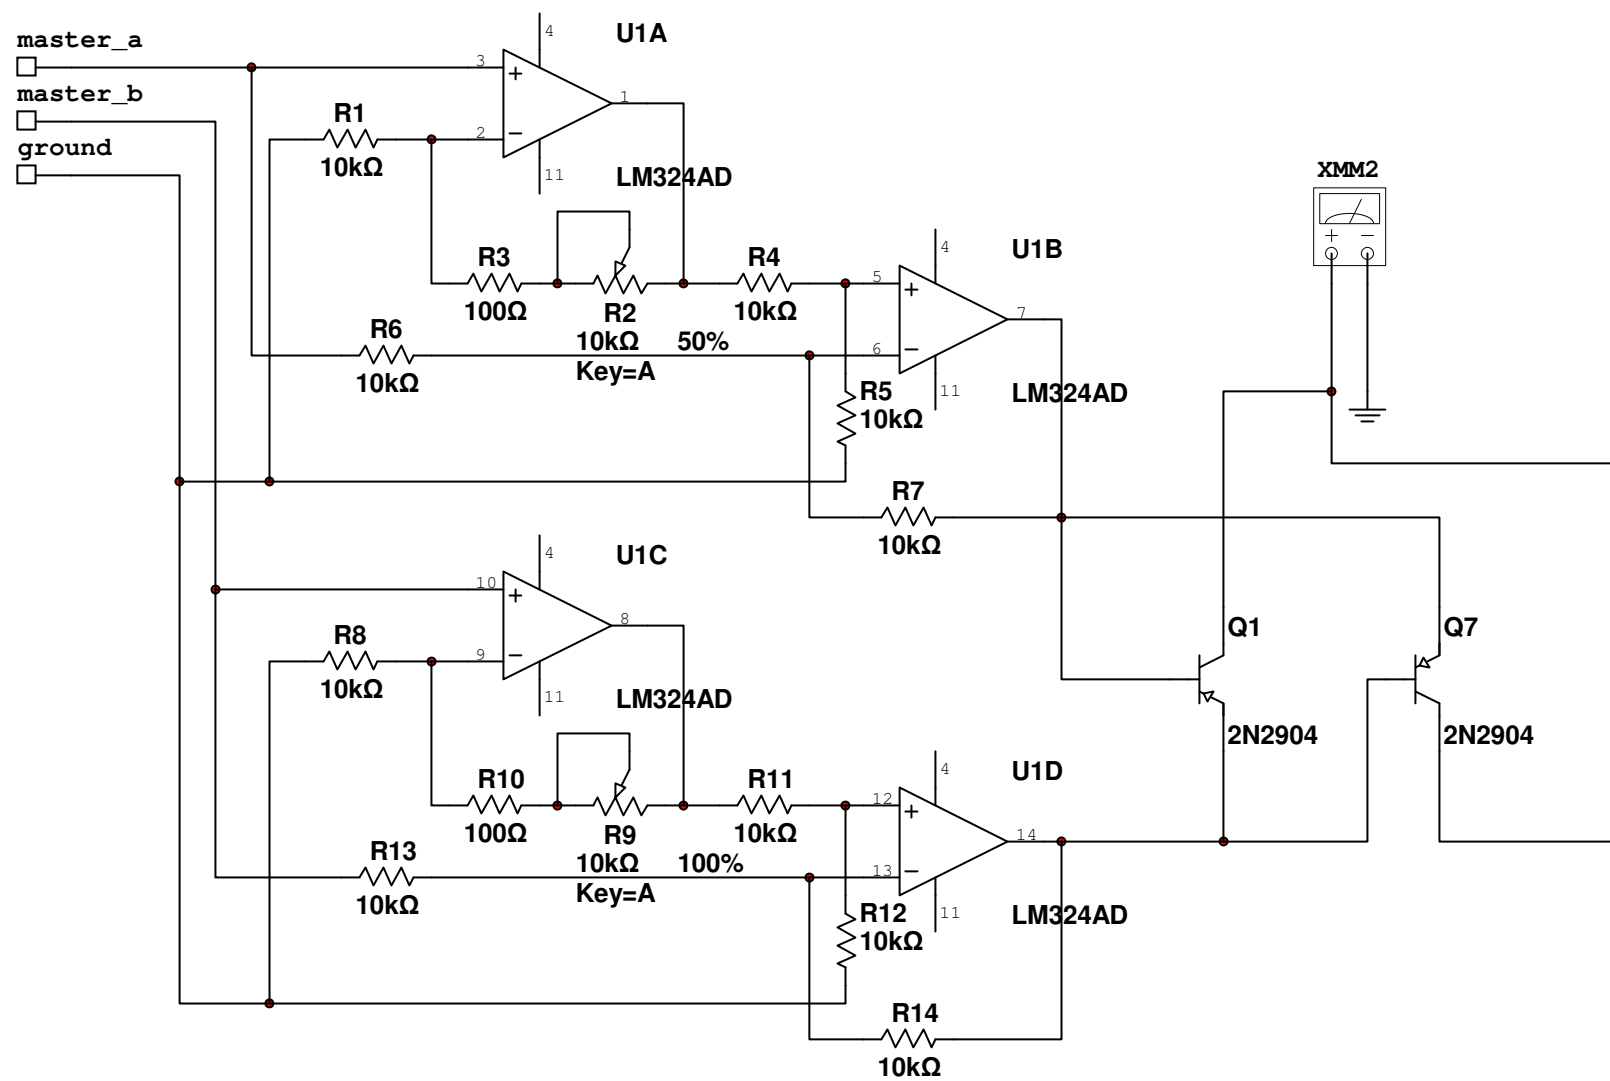 master_a
master_b
ground
4
U1A
3
1
2
11
LM324AD
R1
10kΩ
R3
100Ω
R2
10kΩ 50%
Key=A
R4
10kΩ
R6
10kΩ
4
U1B
5
7
6
11
LM324AD
R5
10kΩ
XMM2
R7
10kΩ
4
U1C
10
8
9
11
LM324AD
R8
10kΩ
R10
100Ω
R9
10kΩ 100%
Key=A
R11
10kΩ
R13
10kΩ
4
U1D
12
14
13
11
LM324AD
R12
10kΩ
R14
10kΩ
Q1
2N2904
Q7
2N2904